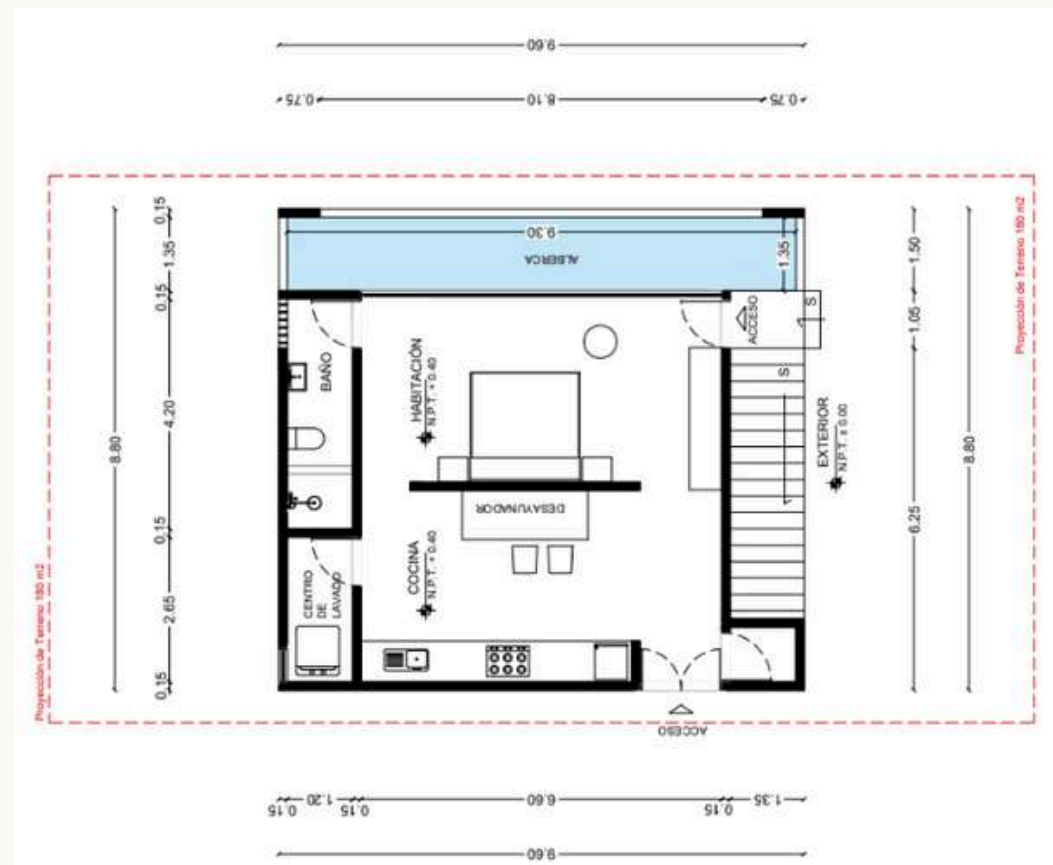 9.60
0.75
8.10
0.75
Proyección de Terreno 180 m2
Proyección de Terreno 180 m2
8.80
0.15
1.35
0.15
4.20
0.15
2.65
0.15
9.30
ALBERCA
1.35
BAÑO
HABITACIÓN
N.P.T. + 0.40
ACCESO
S
S
EXTERIOR
N.P.T. ± 0.00
DESAYUNADOR
COCINA
N.P.T. + 0.40
CENTRO
DE
LAVADO
ACCESO
1.50
1.05
6.25
8.80
0.15
1.20
0.15
6.60
0.15
1.35
9.60